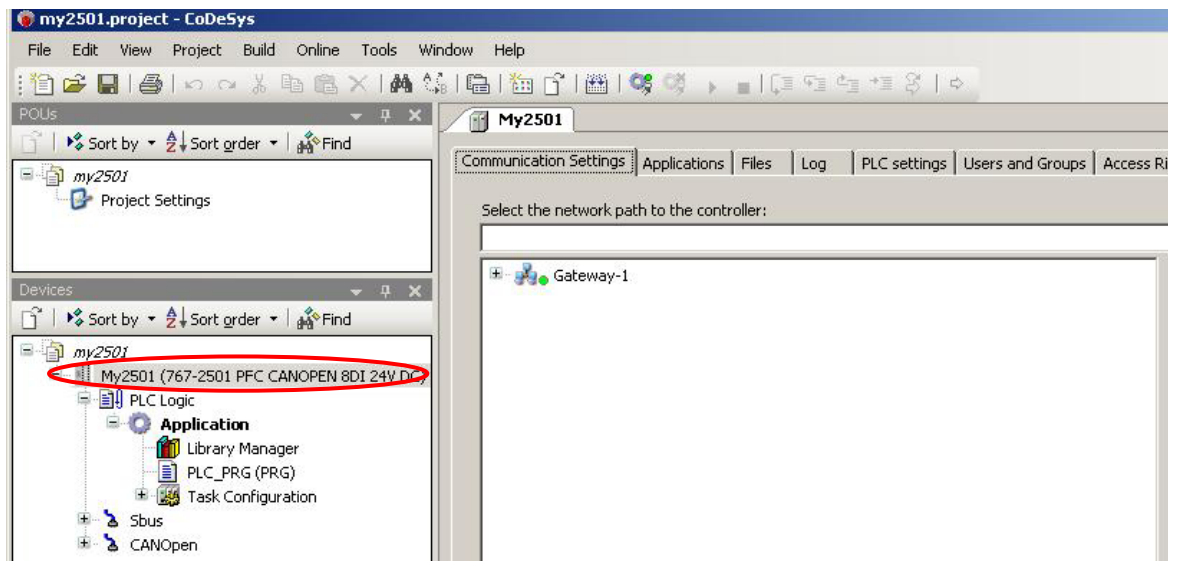 my2501.project - CoDeSys
File Edit View Project Build Online Tools Window Help
POUs
Sort by Sort order Find
my2501
Project Settings
Devices
Sort by Sort order Find
my2501
My2501 (767-2501 PFC CANOPEN 8DI 24V DC)
PLC Logic
Application
Library Manager
PLC_PRG (PRG)
Task Configuration
Sbus
CANOpen
My2501
Communication Settings Applications Files Log PLC settings Users and Groups Access Ri
Select the network path to the controller:
Gateway-1